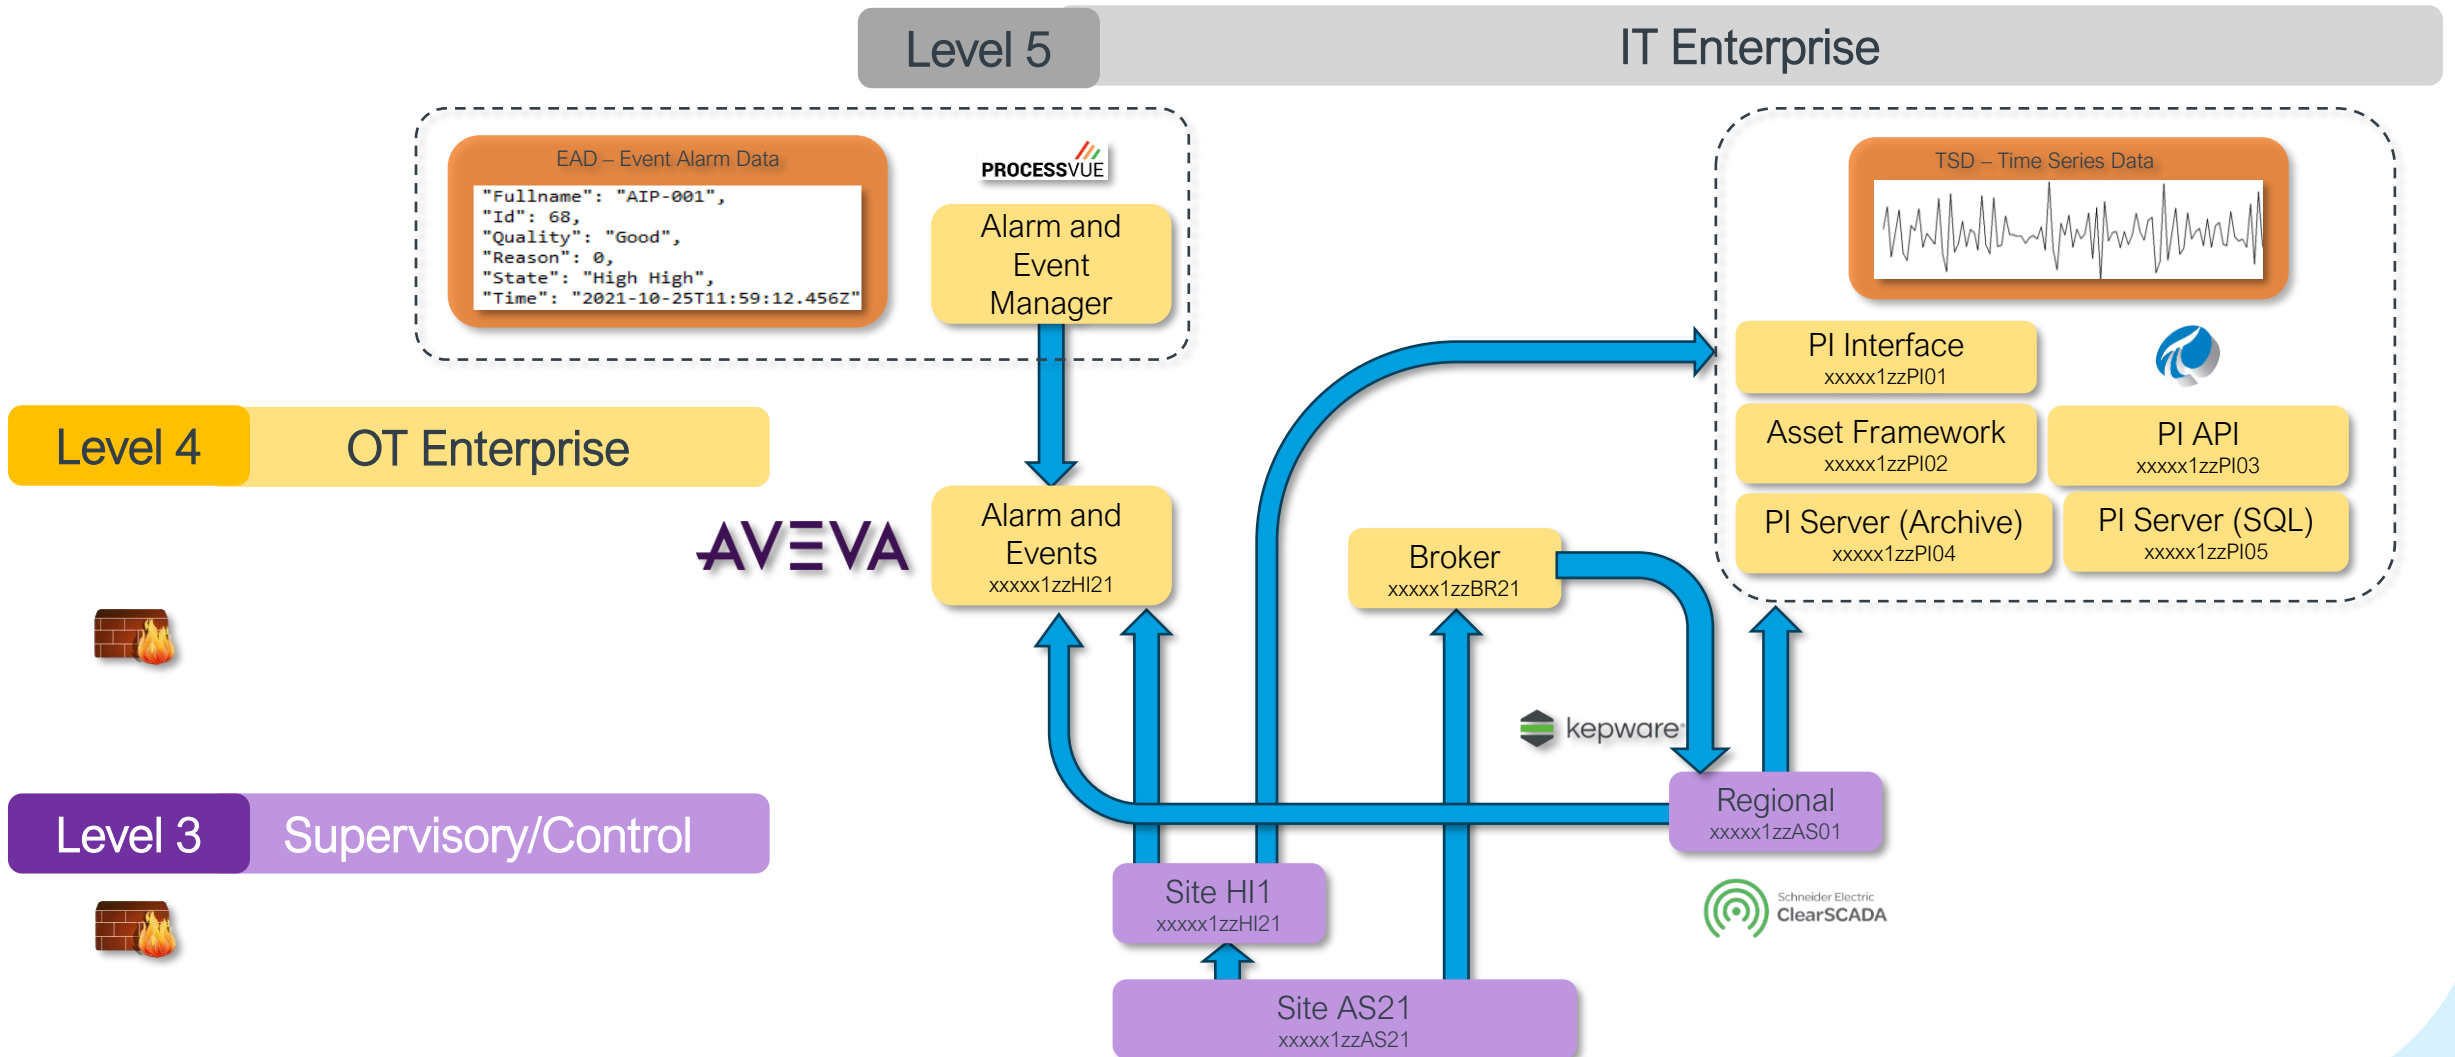 Level 5
IT Enterprise
EAD – Event Alarm Data
"Fullname": "AIP-001",
"Id": 68,
"Quality": "Good",
"Reason": 0,
"State": "High High",
"Time": "2021-10-25T11:59:12.456Z"
PROCESSVUE
Alarm and
Event
Manager
TSD – Time Series Data
PI Interface
xxxxx1zzPI01
Asset Framework
xxxxx1zzPI02
PI API
xxxxx1zzPI03
PI Server (Archive)
xxxxx1zzPI04
PI Server (SQL)
xxxxx1zzPI05
Level 4
OT Enterprise
AVEVA
Alarm and
Events
xxxxx1zzHI21
Broker
xxxxx1zzBR21
kepware®
Level 3
Supervisory/Control
Regional
xxxxx1zzAS01
Site HI1
xxxxx1zzHI21
Schneider Electric
ClearSCADA
Site AS21
xxxxx1zzAS21